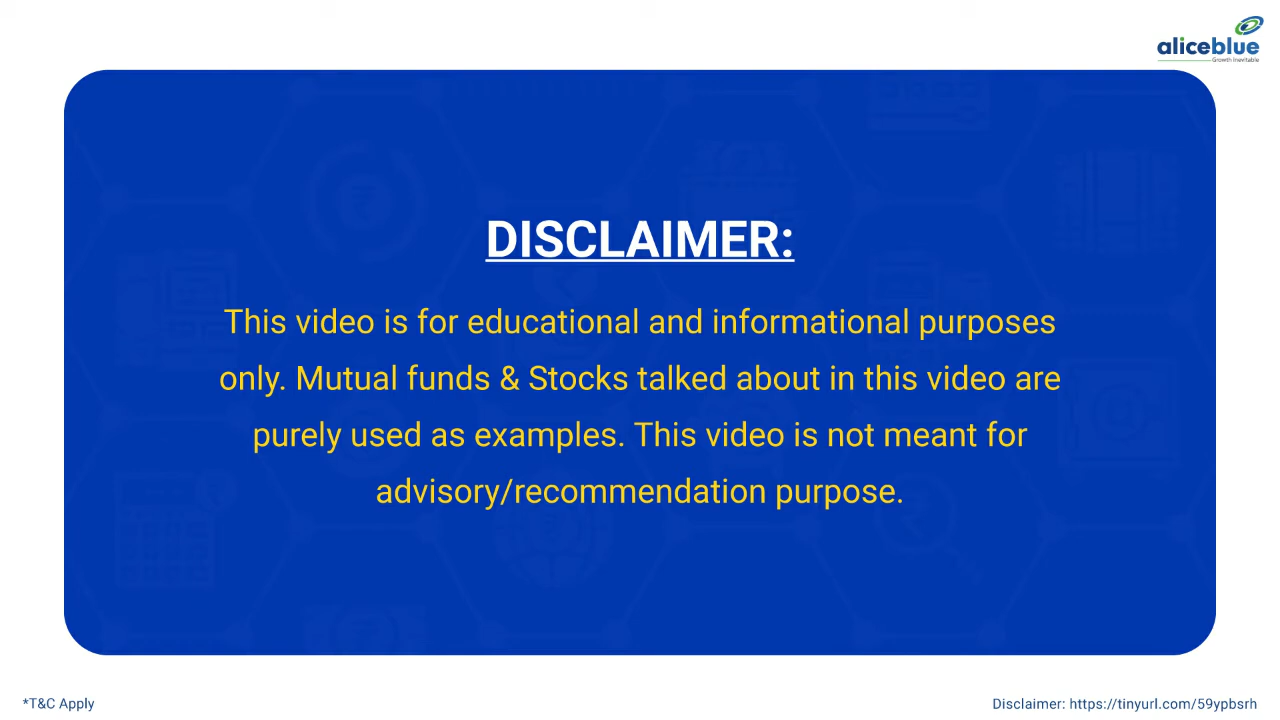 aliceblue
Growth Inevitable
DISCLAIMER:
This video is for educational and informational purposes
only. Mutual funds & Stocks talked about in this video are
purely used as examples. This video is not meant for
advisory/recommendation purpose.
*T&C Apply
Disclaimer: https://tinyurl.com/59ypbsrh